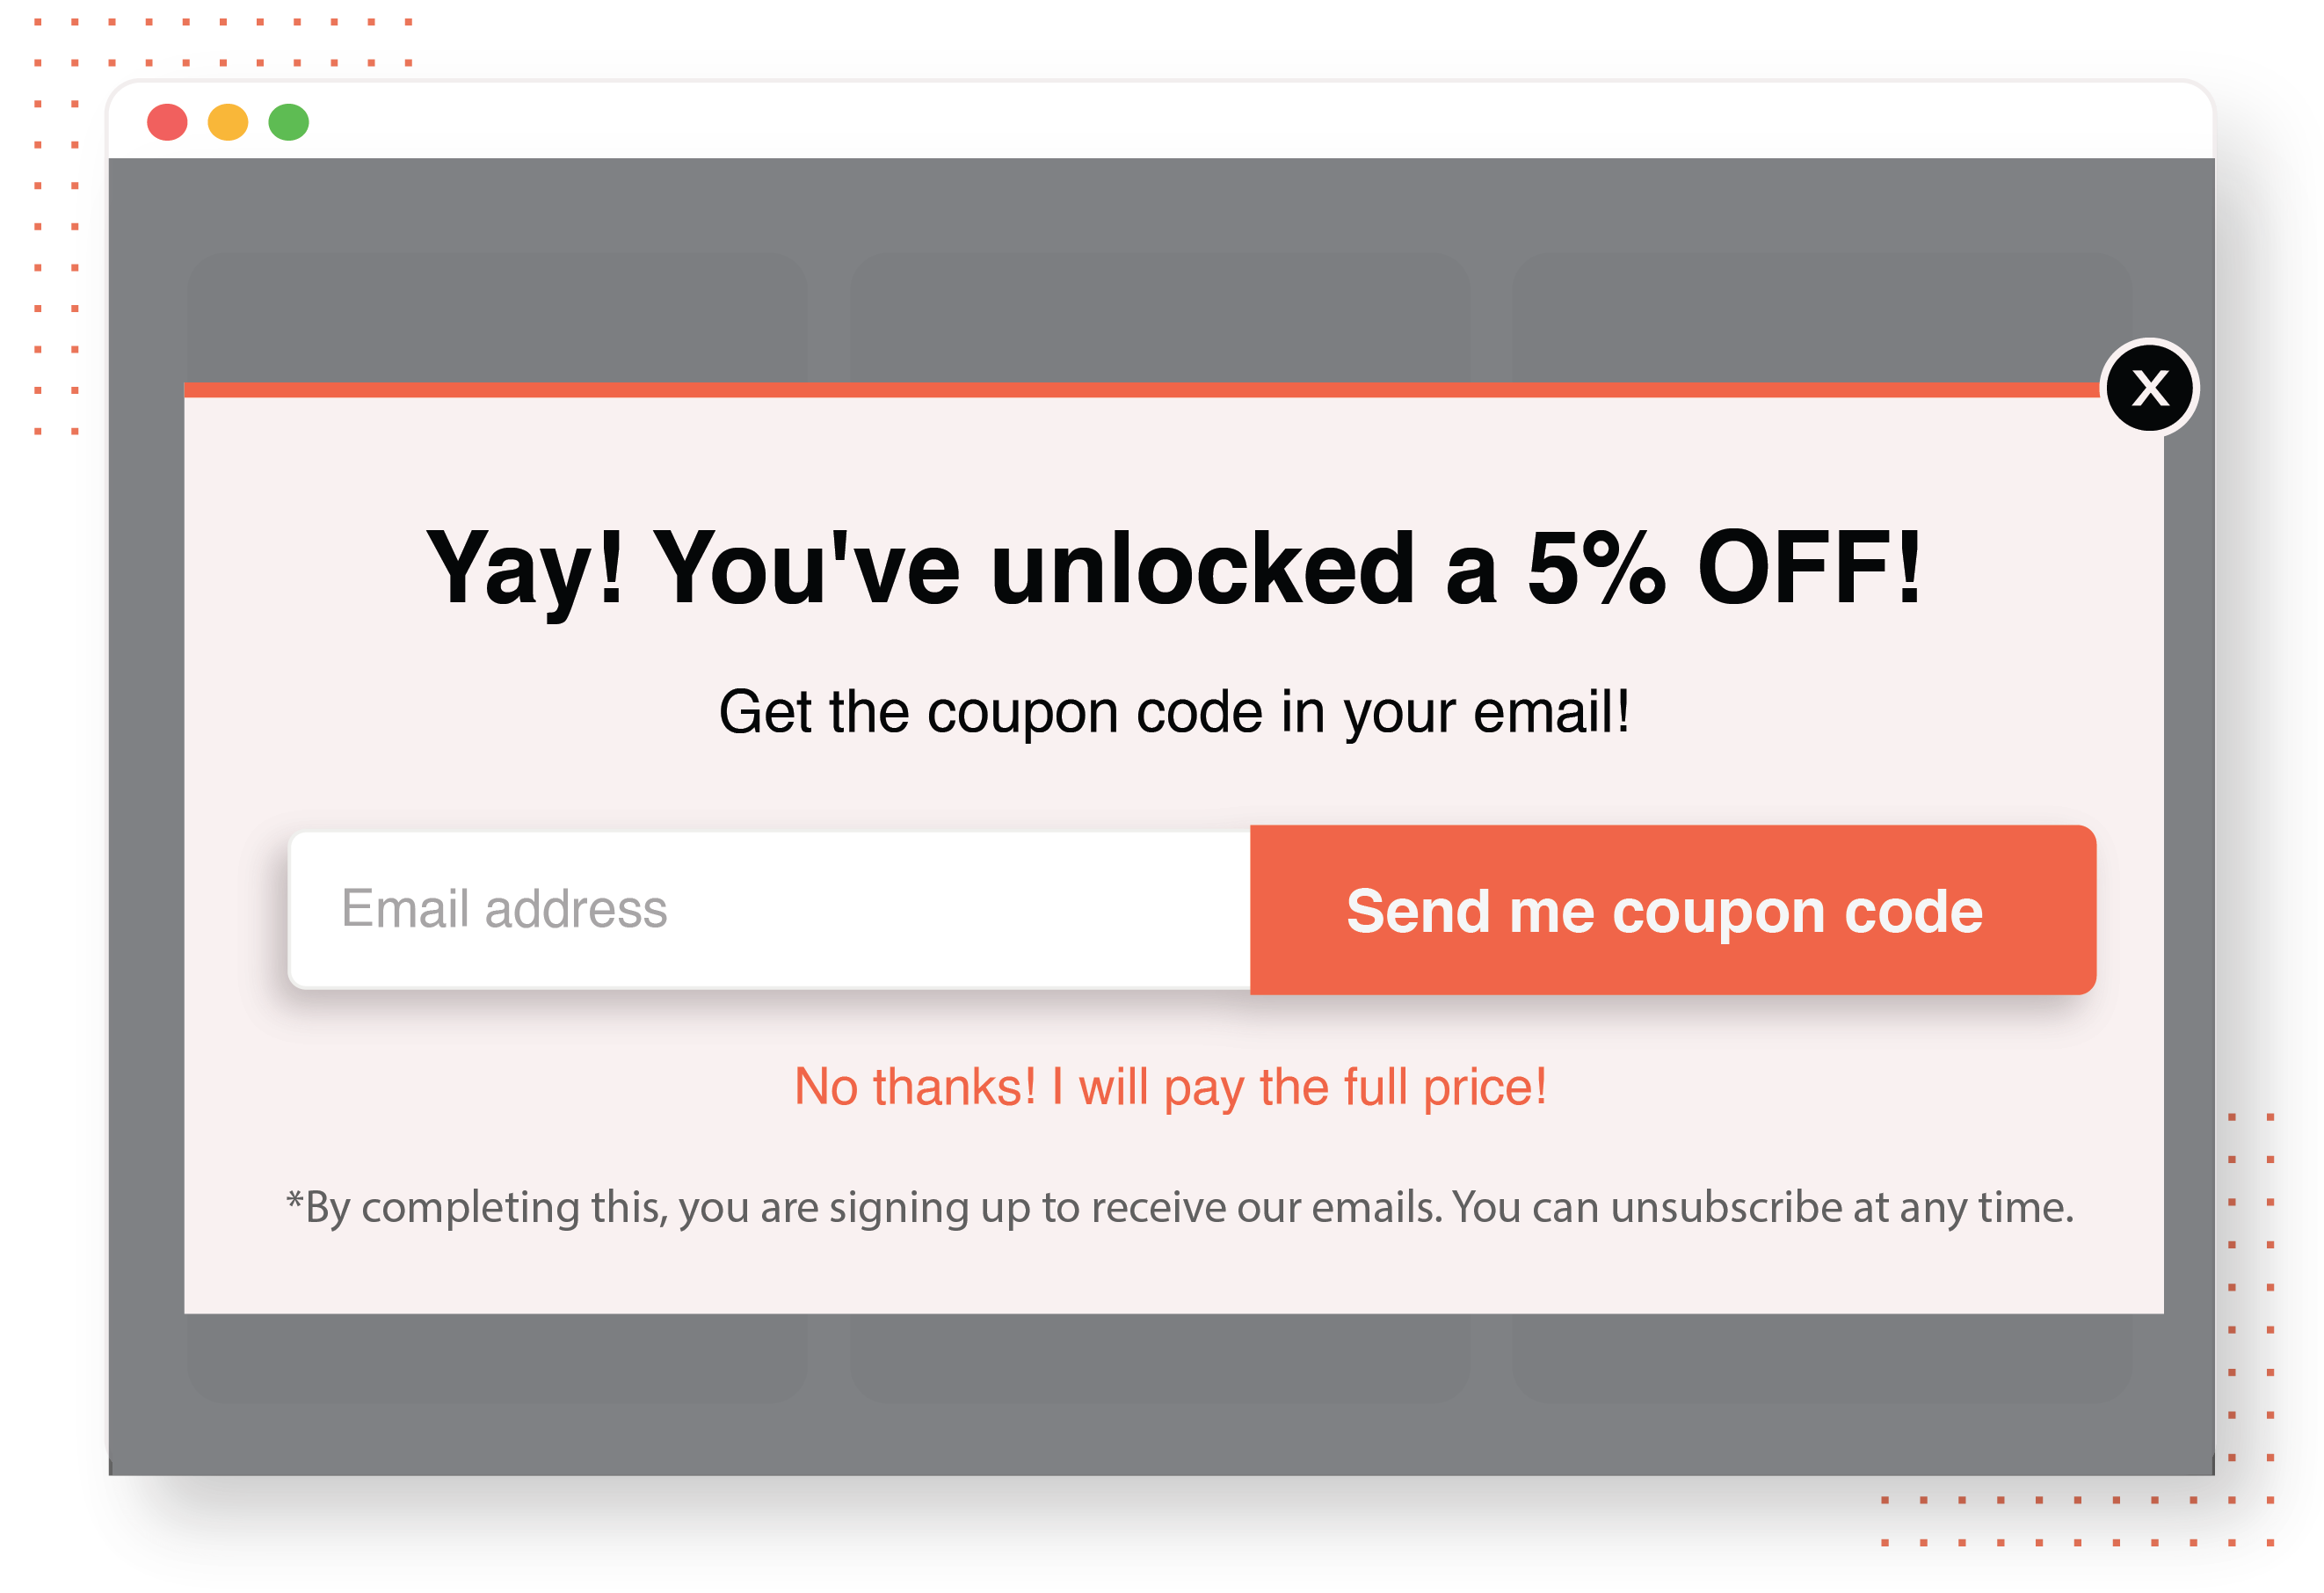 X
Yay! You've unlocked a 5% OFF!
Get the coupon code in your email!
Email address
Send me coupon code
No thanks! I will pay the full price!
*By completing this, you are signing up to receive our emails. You can unsubscribe at any time.